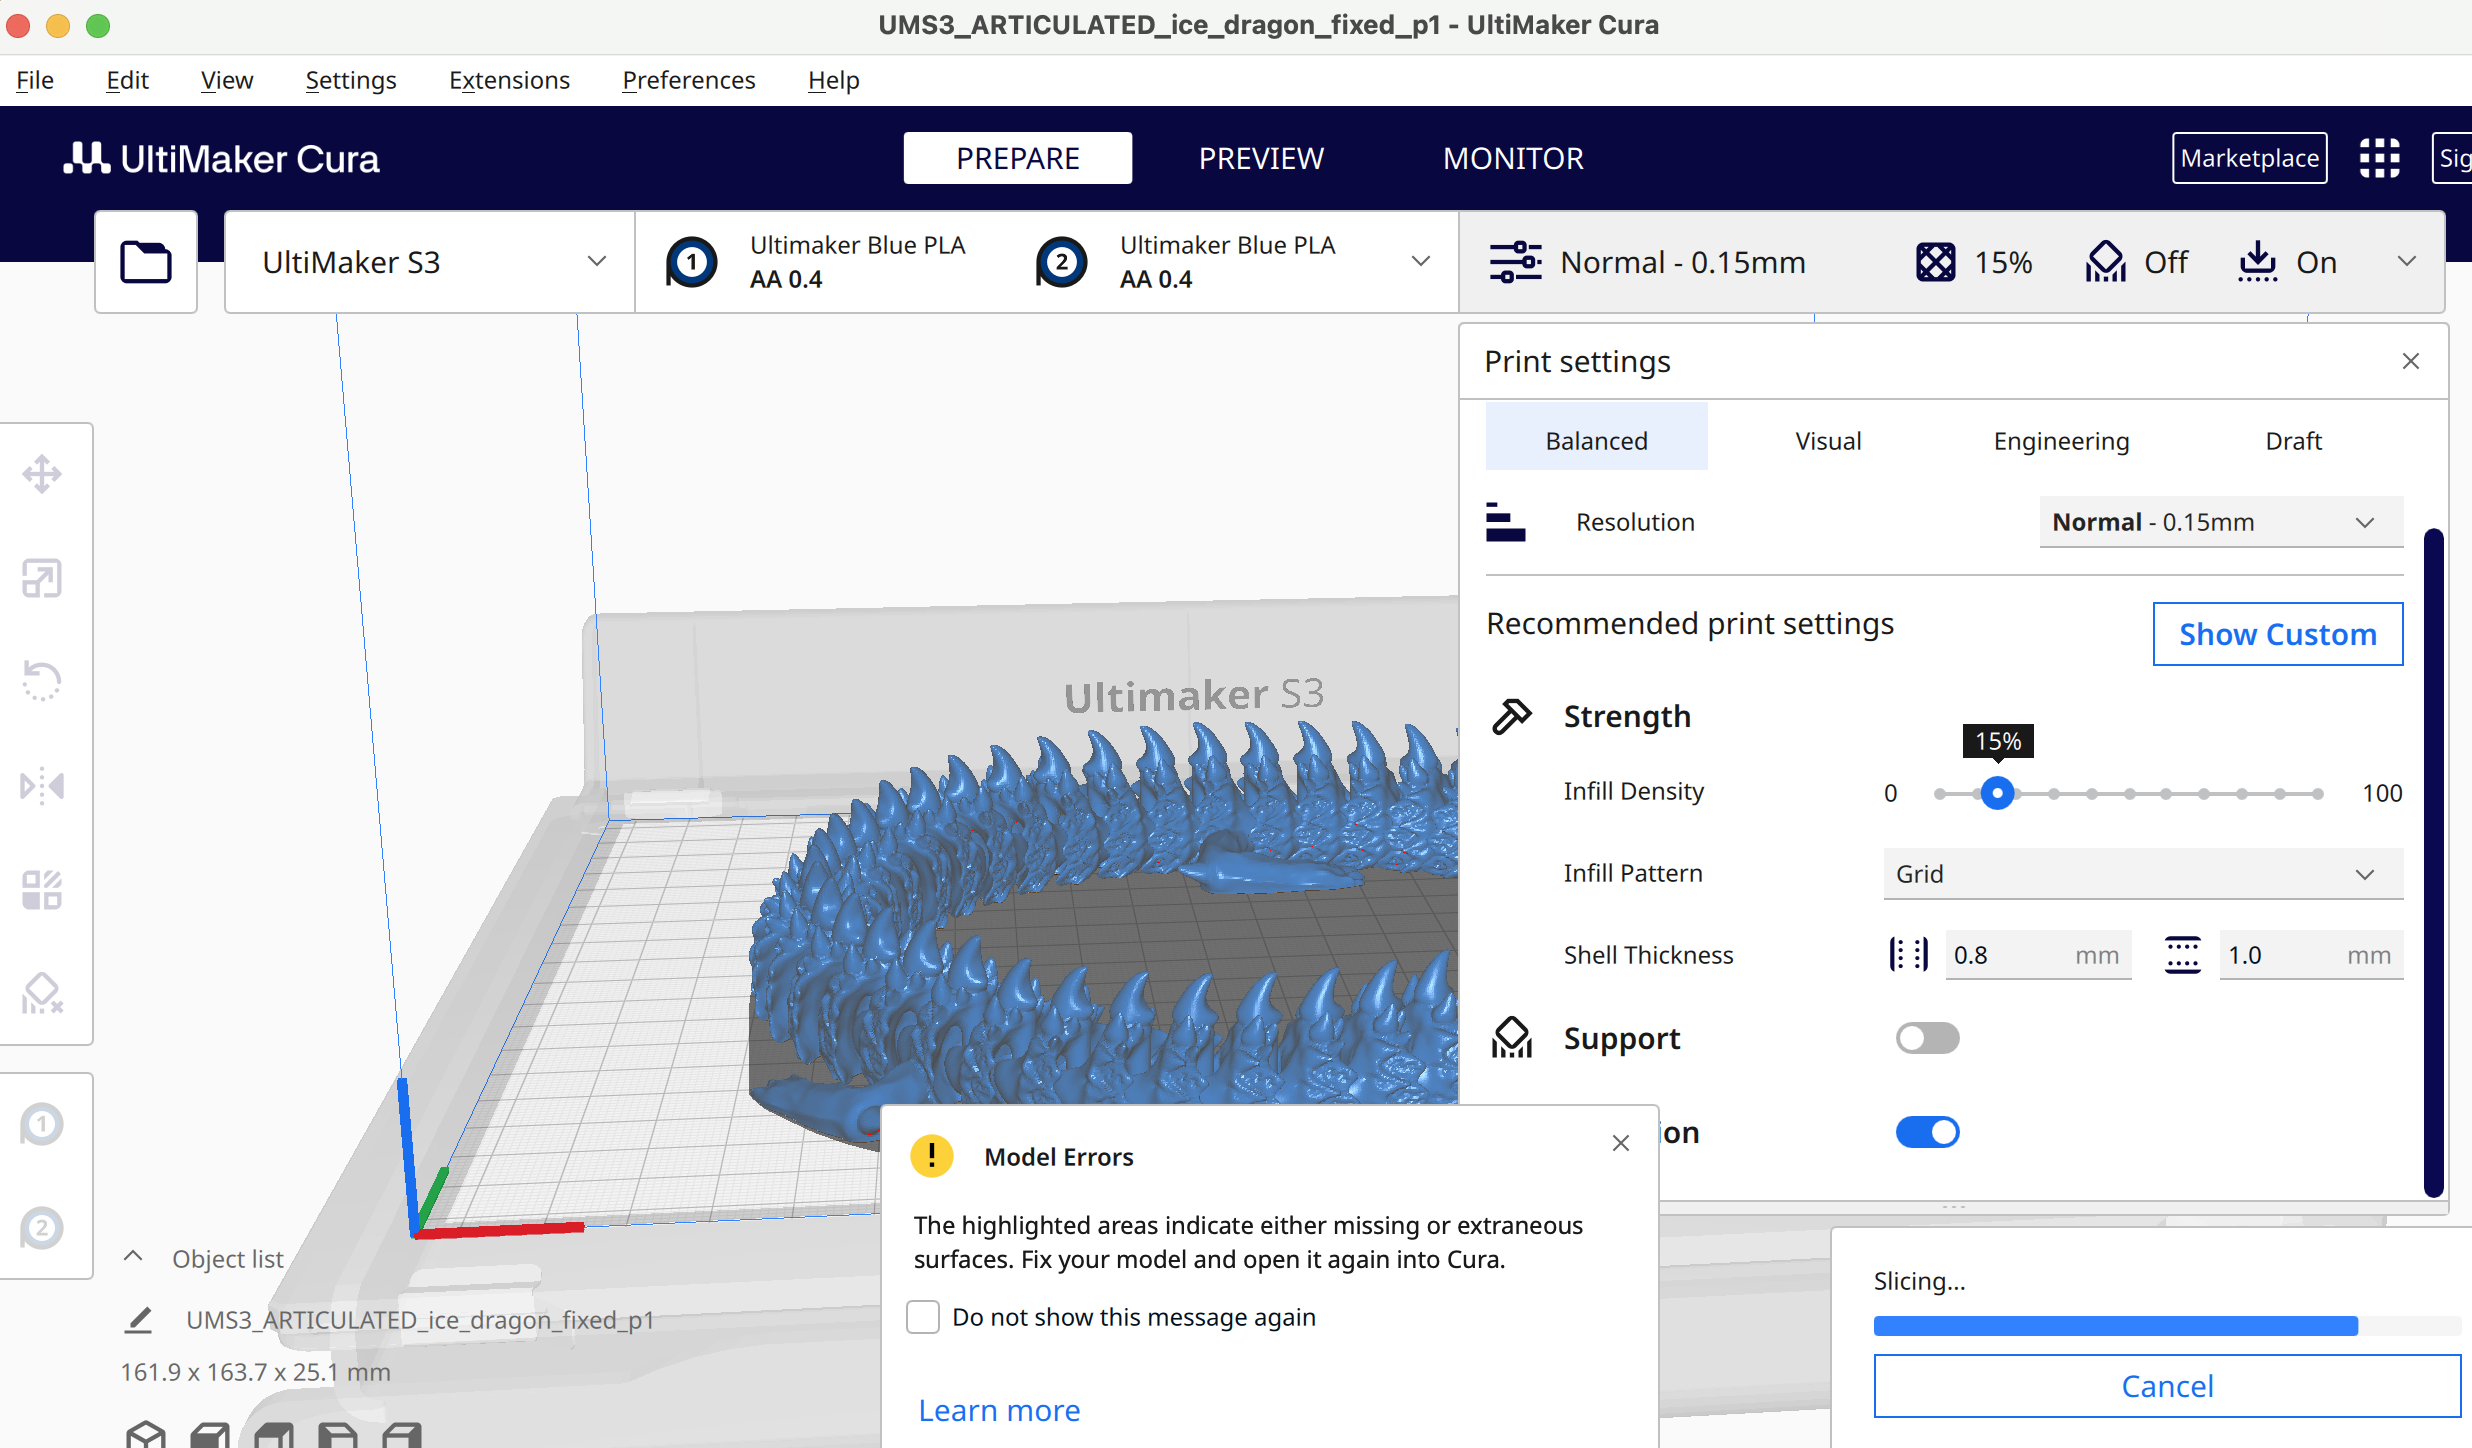 UMS3_ARTICULATED_ice_dragon_fixed_p1 - UltiMaker Cura
File Edit View Settings Extensions Preferences Help
UltiMaker Cura
PREPARE PREVIEW MONITOR
Marketplace
Sig
UltiMaker S3
1
Ultimaker Blue PLA
AA 0.4
2
Ultimaker Blue PLA
AA 0.4
Normal - 0.15mm
15%
Off
On
Print settings
Balanced Visual Engineering Draft
Resolution
Normal - 0.15mm
Recommended print settings
Show Custom
Ultimaker S3
Strength
15%
Infill Density
0
100
Infill Pattern
Grid
Shell Thickness
0.8 mm
1.0 mm
Support
ion
1
2
Model Errors
The highlighted areas indicate either missing or extraneous
surfaces. Fix your model and open it again into Cura.
Do not show this message again
Learn more
Object list
UMS3_ARTICULATED_ice_dragon_fixed_p1
161.9 x 163.7 x 25.1 mm
Slicing...
Cancel